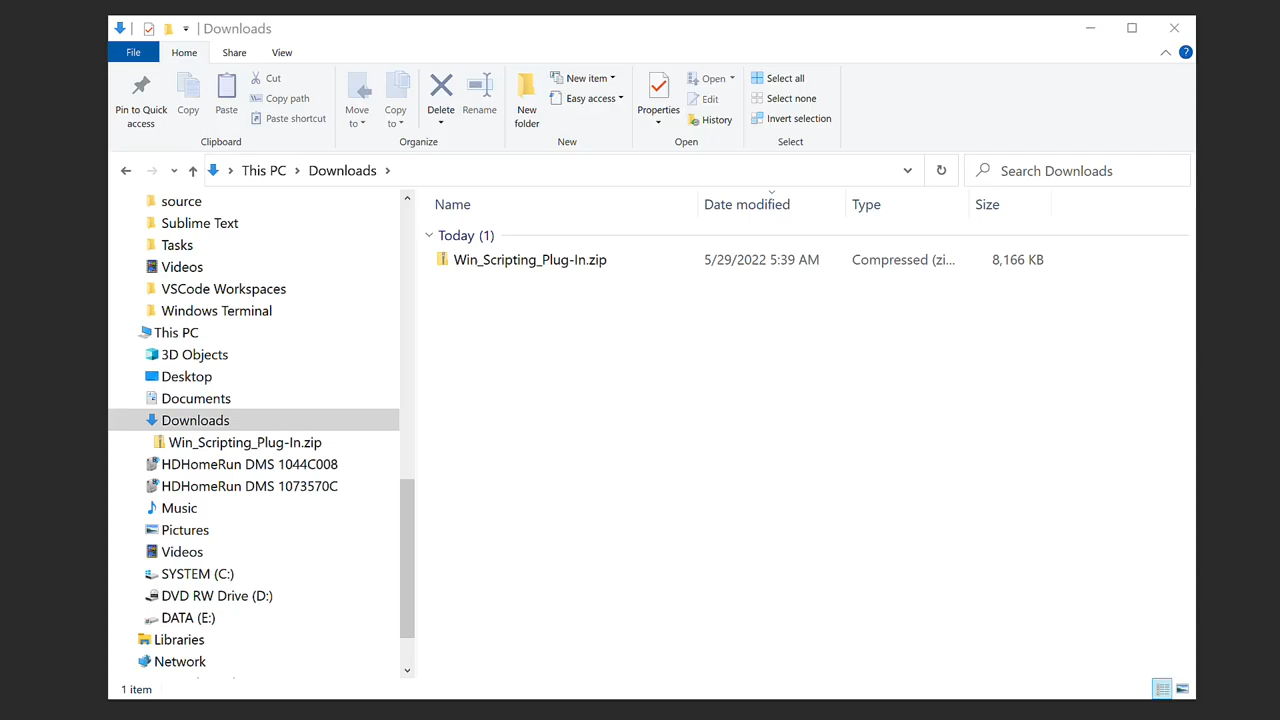 Downloads
File Home Share View
Pin to Quick access
Copy
Paste
Cut
Copy path
Paste shortcut
Clipboard
Move to
Copy to
Delete
Rename
Organize
New folder
New item
Easy access
New
Properties
Open
Edit
History
Open
Select all
Select none
Invert selection
Select
This PC Downloads
Search Downloads
source
Sublime Text
Tasks
Videos
VSCode Workspaces
Windows Terminal
This PC
3D Objects
Desktop
Documents
Downloads
Win_Scripting_Plug-In.zip
HDHomeRun DMS 1044C008
HDHomeRun DMS 1073570C
Music
Pictures
Videos
SYSTEM (C:)
DVD RW Drive (D:)
DATA (E:)
Libraries
Network
Name Date modified Type Size
Today (1)
Win_Scripting_Plug-In.zip 5/29/2022 5:39 AM Compressed (zi... 8,166 KB
1 item